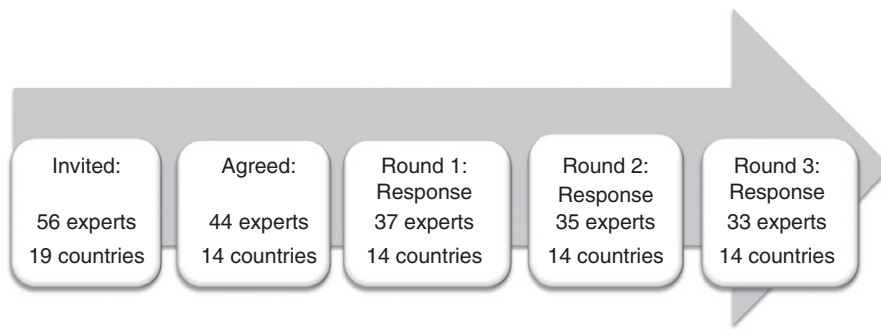 Invited:
56 experts
19 countries
Agreed:
44 experts
14 countries
Round 1:
Response
37 experts
14 countries
Round 2:
Response
35 experts
14 countries
Round 3:
Response
33 experts
14 countries